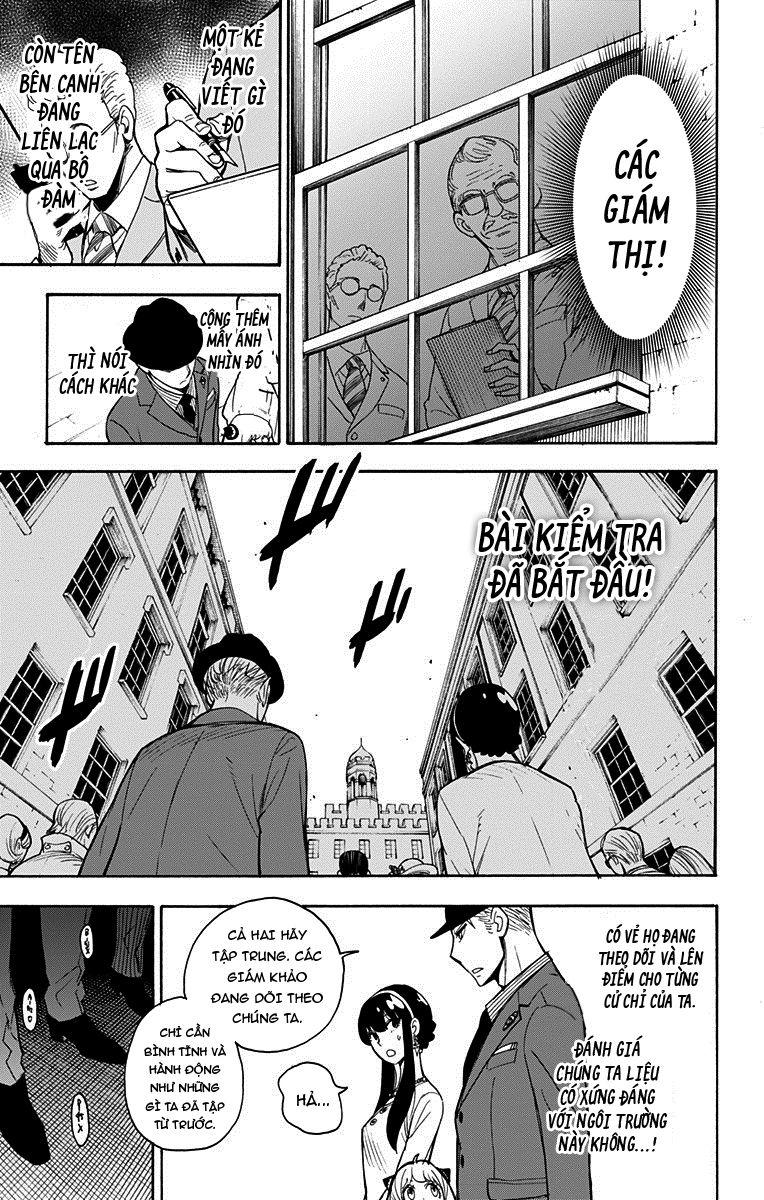 CÁC
GIÁM
THỊ!
MỘT KẺ
ĐANG
VIẾT GÌ
ĐÓ
CÒN TÊN
BÊN CẠNH
ĐANG
LIÊN LẠC
QUA BỘ
ĐÀM
CỘNG THÊM
MẤY ÁNH
NHÌN ĐÓ
THÌ NÓI
CÁCH KHÁC
BÀI KIỂM TRA
ĐÃ BẮT ĐẦU!
CÓ VẺ HỌ ĐANG
THEO DÕI VÀ LÊN
ĐIỂM CHO TỪNG
CỬ CHỈ CỦA TA.
ĐÁNH GIÁ
CHÚNG TA LIỆU
CÓ XỨNG ĐÁNG
VỚI NGÔI TRƯỜNG
NÀY KHÔNG...!
CẢ HAI HÃY
TẬP TRUNG. CÁC
GIÁM KHẢO
ĐANG DÕI THEO
CHÚNG TA.
CHỈ CẦN
BÌNH TĨNH VÀ
HÀNH ĐỘNG
NHƯ NHỮNG
GÌ TA ĐÃ TẬP
TỪ TRƯỚC.
HẢ...